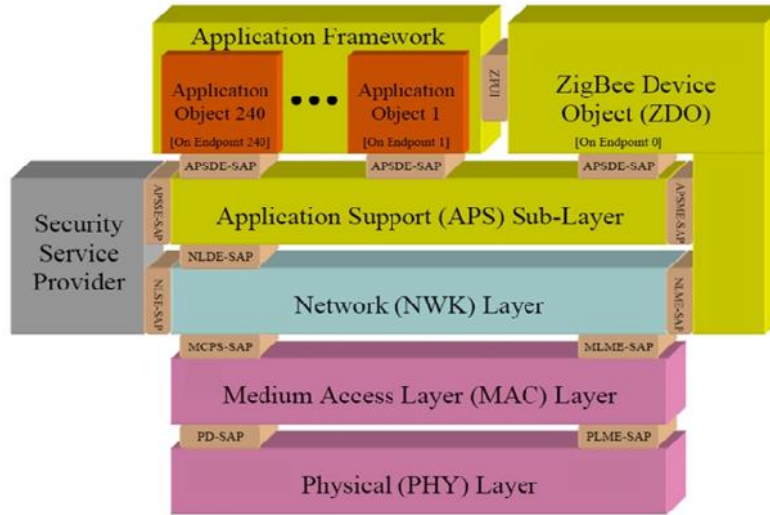 Application Framework
Application
Object 240
[On Endpoint 240]
Application
Object 1
[On Endpoint 1]
ZPUI
ZigBee Device
Object (ZDO)
[On Endpoint 0]
APSDE-SAP
APSDE-SAP
APSDE-SAP
Security
Service
Provider
APSSE-SAP
Application Support (APS) Sub-Layer
APSME-SAP
NLDE-SAP
NLSE-SAP
Network (NWK) Layer
NLME-SAP
MCPS-SAP
MLME-SAP
Medium Access Layer (MAC) Layer
PD-SAP
PLME-SAP
Physical (PHY) Layer